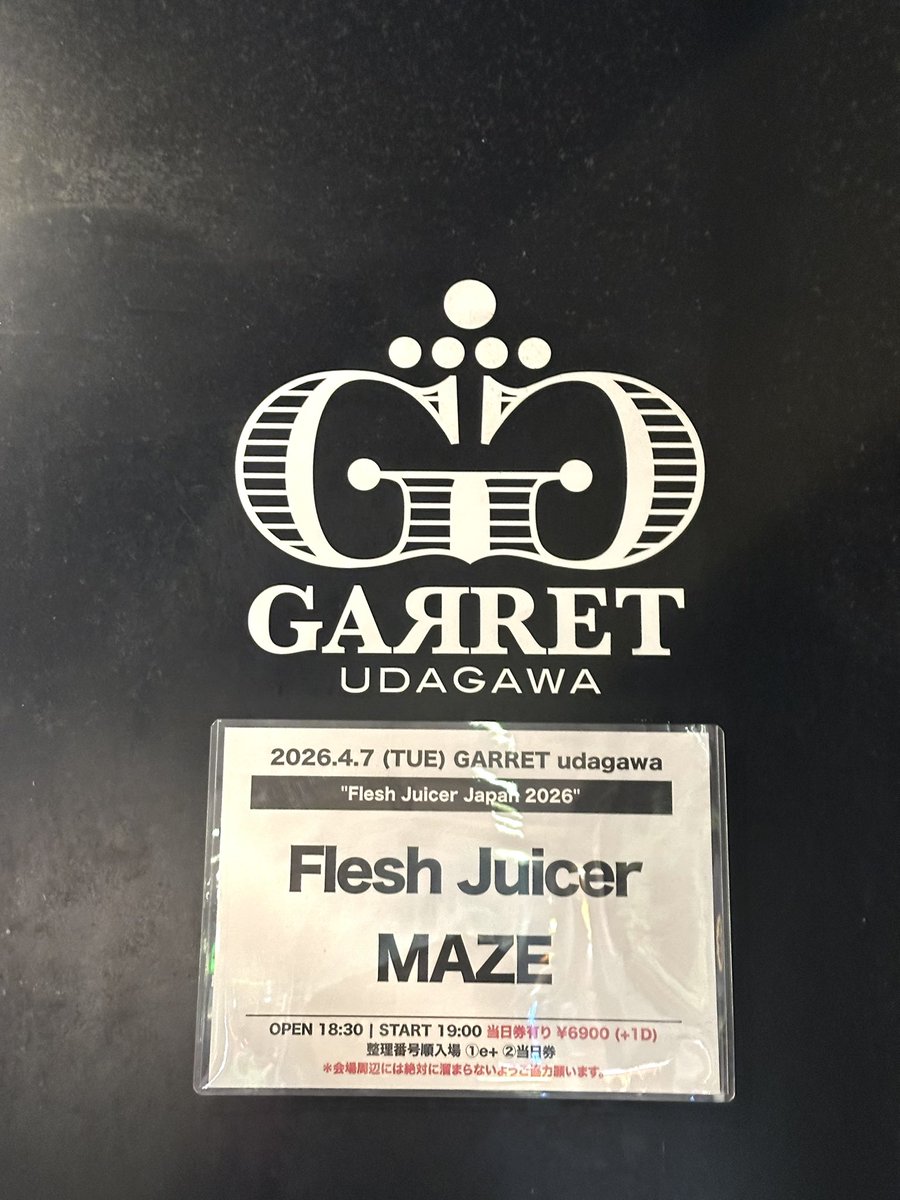 GG
GARRET
UDAGAWA
2026.4.7 (TUE) GARRET udagawa
"Flesh Juicer Japan 2026"
Flesh Juicer
MAZE
OPEN 18:30 | START 19:00 当日券有り ¥6900 (+1D)
整理番号順入場 ①e+ ②当日券
＊会場周辺には絶対に溜まらないようご協力願います。